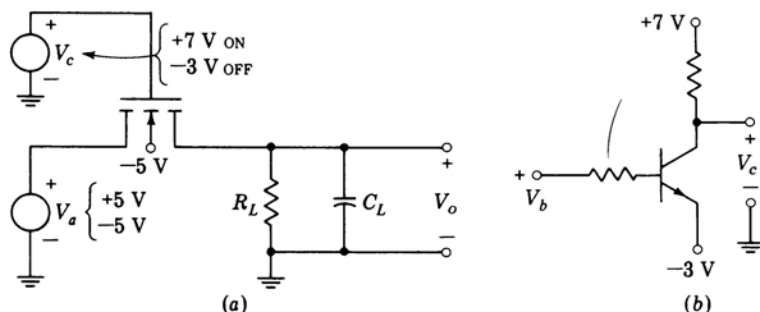 +
V_c
−
+7 V ON
−3 V OFF
−5 V
+
V_a
−
+5 V
−5 V
R_L
C_L
+
V_o
−
(a)
+7 V
+
V_b
+
V_c
−
−3 V
(b)